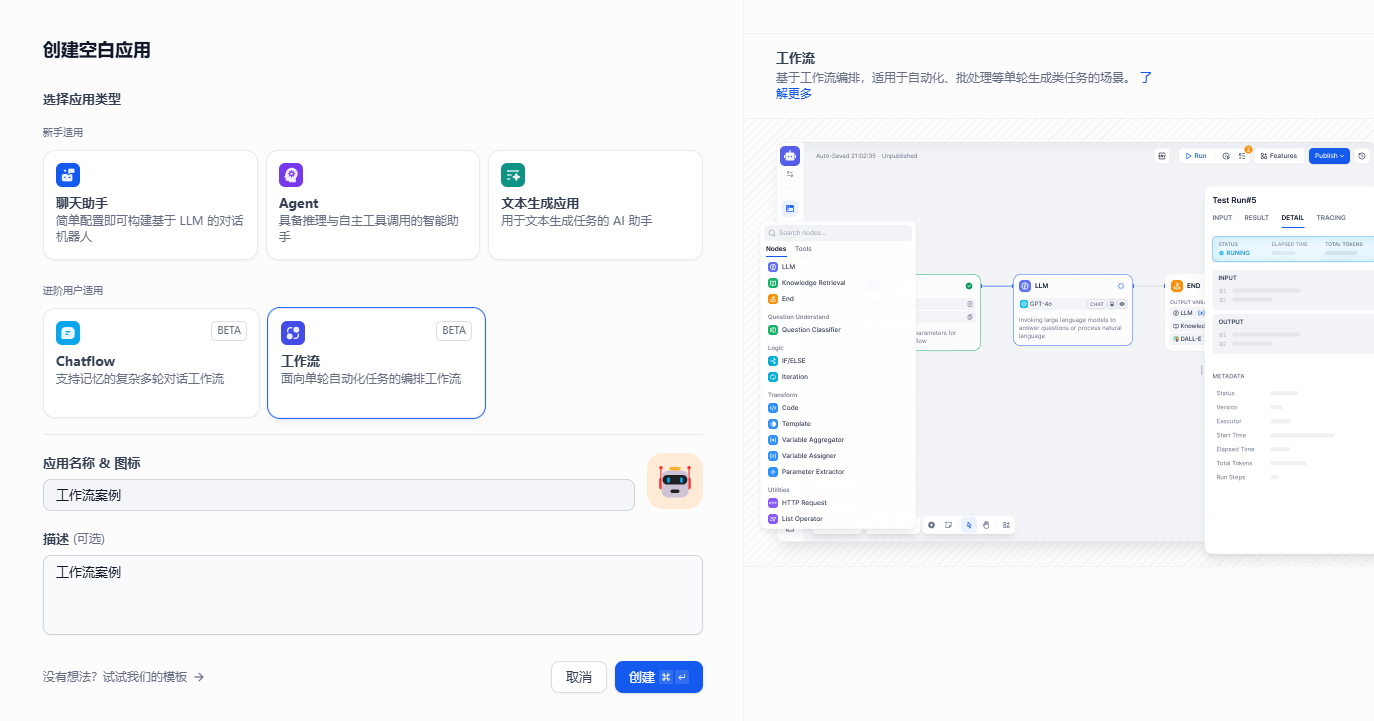 创建空白应用
选择应用类型
新手适用
聊天助手
简单配置即可构建基于 LLM 的对话
机器人
Agent
具备推理与自主工具调用的智能助
手
文本生成应用
用于文本生成任务的 AI 助手
进阶用户适用
BETA
Chatflow
支持记忆的复杂多轮对话工作流
BETA
工作流
面向单轮自动化任务的编排工作流
应用名称 & 图标
工作流案例
描述 (可选)
工作流案例
没有想法? 试试我们的模板 →
取消
创建 ⌘ ↵
工作流
基于工作流编排，适用于自动化、批处理等单轮生成类任务的场景。 了
解更多
Auto-Saved 21:02:35 - Unpublished
Run
2
Features
Publish
Search nodes...
Nodes Tools
LLM
Knowledge Retrieval
End
Question Understand
Question Classifier
Logic
IF/ELSE
Iteration
Transform
Code
Template
Variable Aggregator
Variable Assigner
Parameter Extractor
Utilities
HTTP Request
List Operator
arameters for
flow
LLM
GPT-4o CHAT
Invoking large language models to
answer questions or process natural
language
END
OUTPUT VARIA
LLM {x}
Knowled
DALL-E
Test Run#5
INPUT RESULT DETAIL TRACING
STATUS ELAPSED TIME TOTAL TOKENS
RUNING
INPUT
01
02
OUTPUT
01
02
METADATA
Status
Version
Executor
Start Time
Elapsed Time
Total Tokens
Run Steps